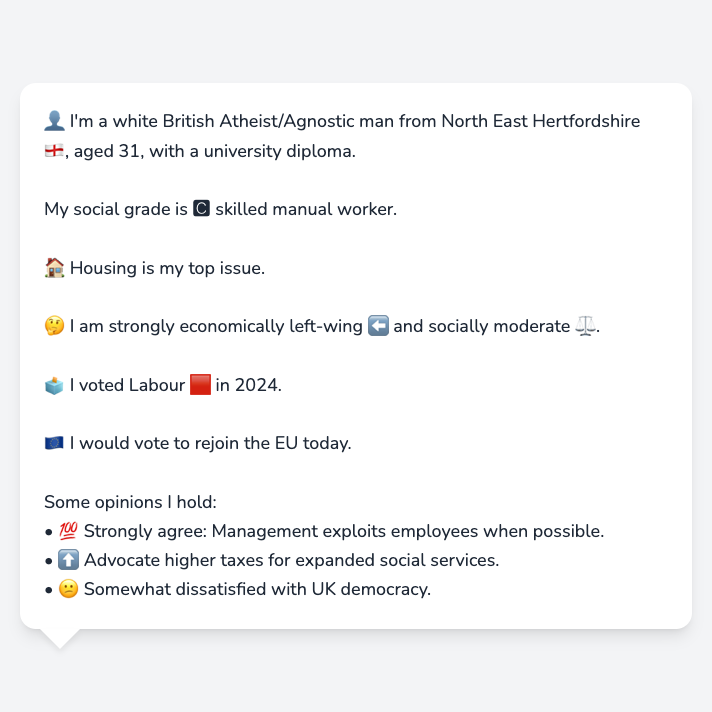 👤 I'm a white British Atheist/Agnostic man from North East Hertfordshire
🏴󠁧󠁢󠁥󠁮󠁧󠁿, aged 31, with a university diploma.
My social grade is 🅲 skilled manual worker.
🏠 Housing is my top issue.
🤔 I am strongly economically left-wing ⬅️ and socially moderate ⚖️.
🗳️ I voted Labour 🟥 in 2024.
🇪🇺 I would vote to rejoin the EU today.
Some opinions I hold:
• 💯 Strongly agree: Management exploits employees when possible.
• ⬆️ Advocate higher taxes for expanded social services.
• 😕 Somewhat dissatisfied with UK democracy.